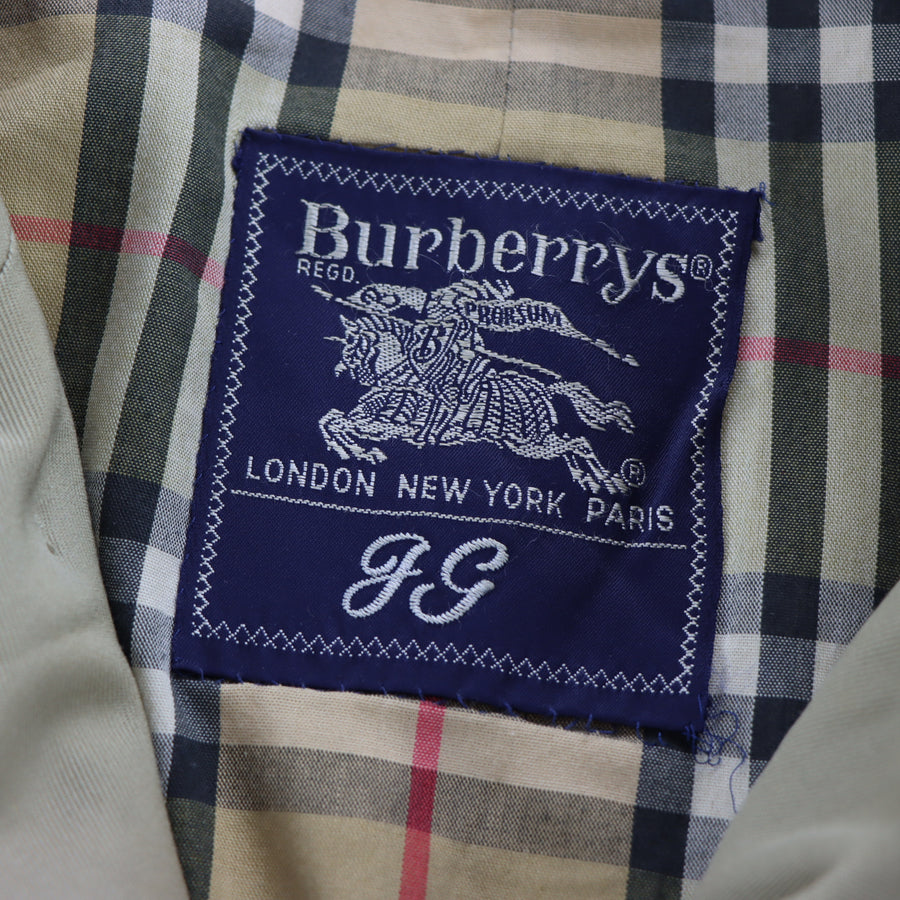 Burberrys®
REGD.
PRORSUM
B
®
LONDON NEW YORK PARIS
JG